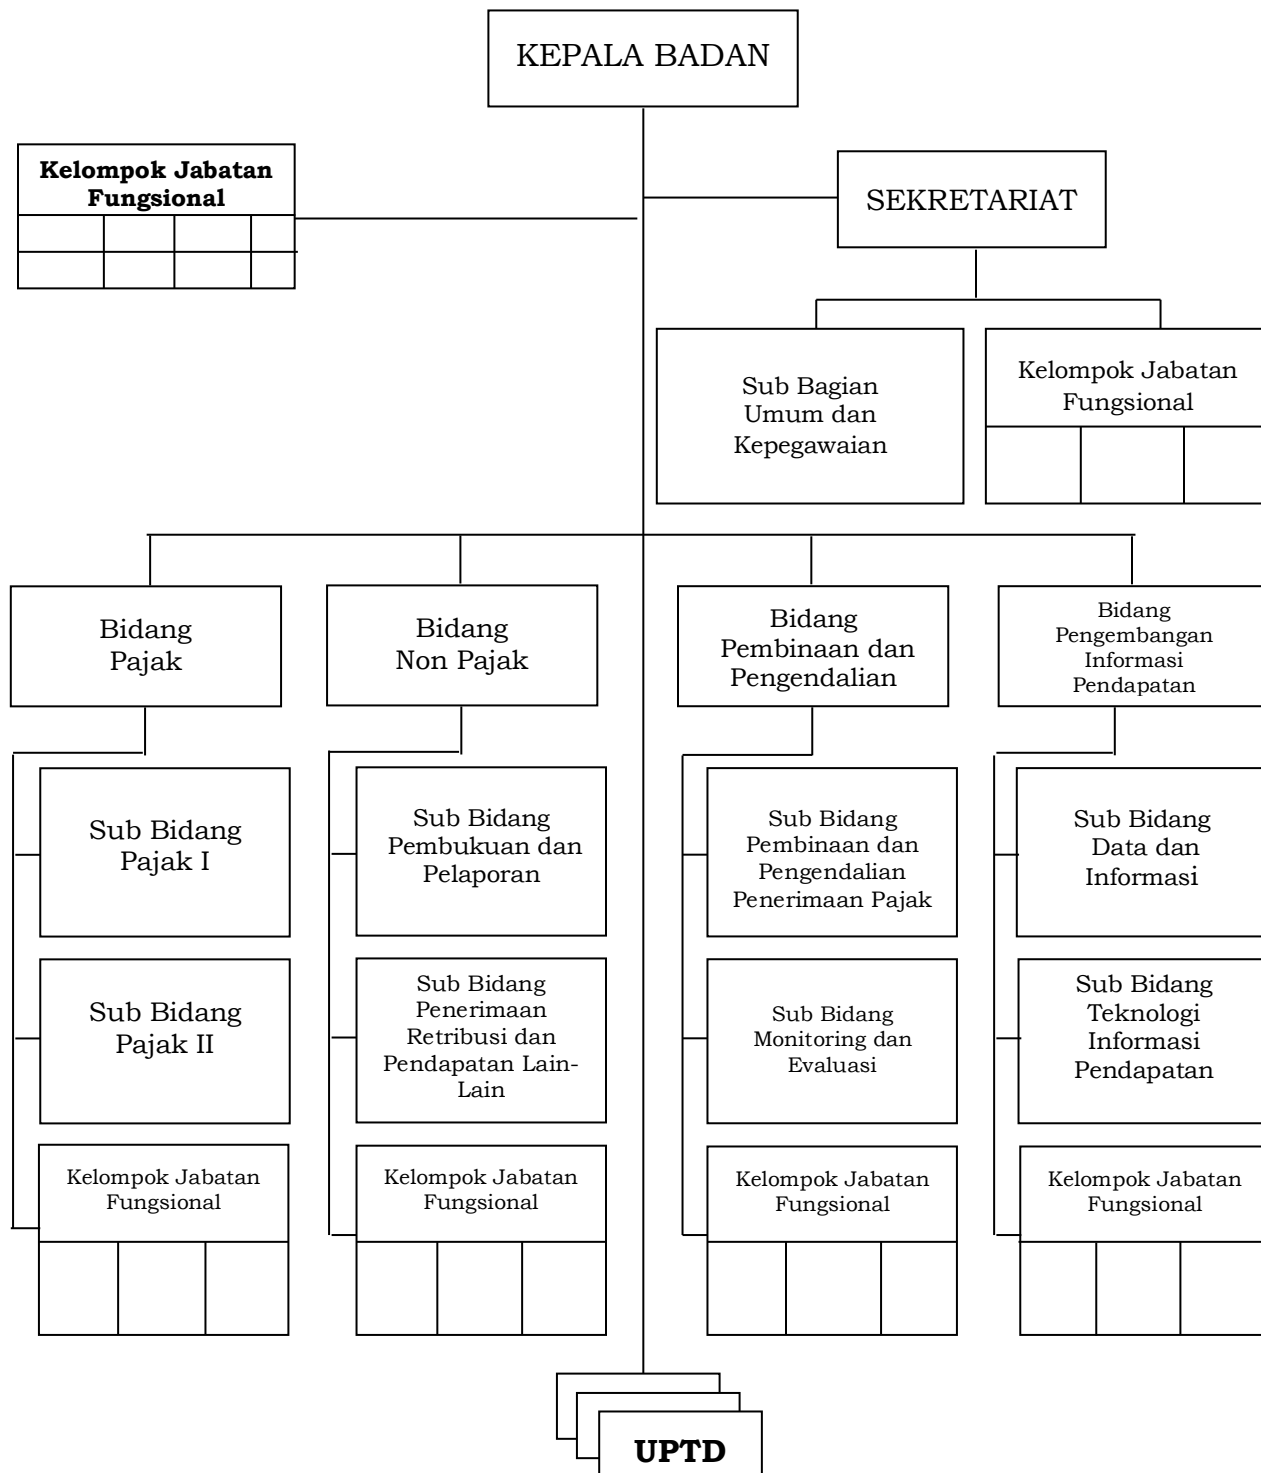 KEPALA BADAN
Kelompok Jabatan
Fungsional
SEKRETARIAT
Sub Bagian
Umum dan
Kepegawaian
Kelompok Jabatan
Fungsional
Bidang
Pajak
Bidang
Non Pajak
Bidang
Pembinaan dan
Pengendalian
Bidang
Pengembangan
Informasi
Pendapatan
Sub Bidang
Pajak I
Sub Bidang
Pembukuan dan
Pelaporan
Sub Bidang
Pembinaan dan
Pengendalian
Penerimaan Pajak
Sub Bidang
Data dan
Informasi
Sub Bidang
Pajak II
Sub Bidang
Penerimaan
Retribusi dan
Pendapatan Lain-
Lain
Sub Bidang
Monitoring dan
Evaluasi
Sub Bidang
Teknologi
Informasi
Pendapatan
Kelompok Jabatan
Fungsional
Kelompok Jabatan
Fungsional
Kelompok Jabatan
Fungsional
Kelompok Jabatan
Fungsional
UPTD